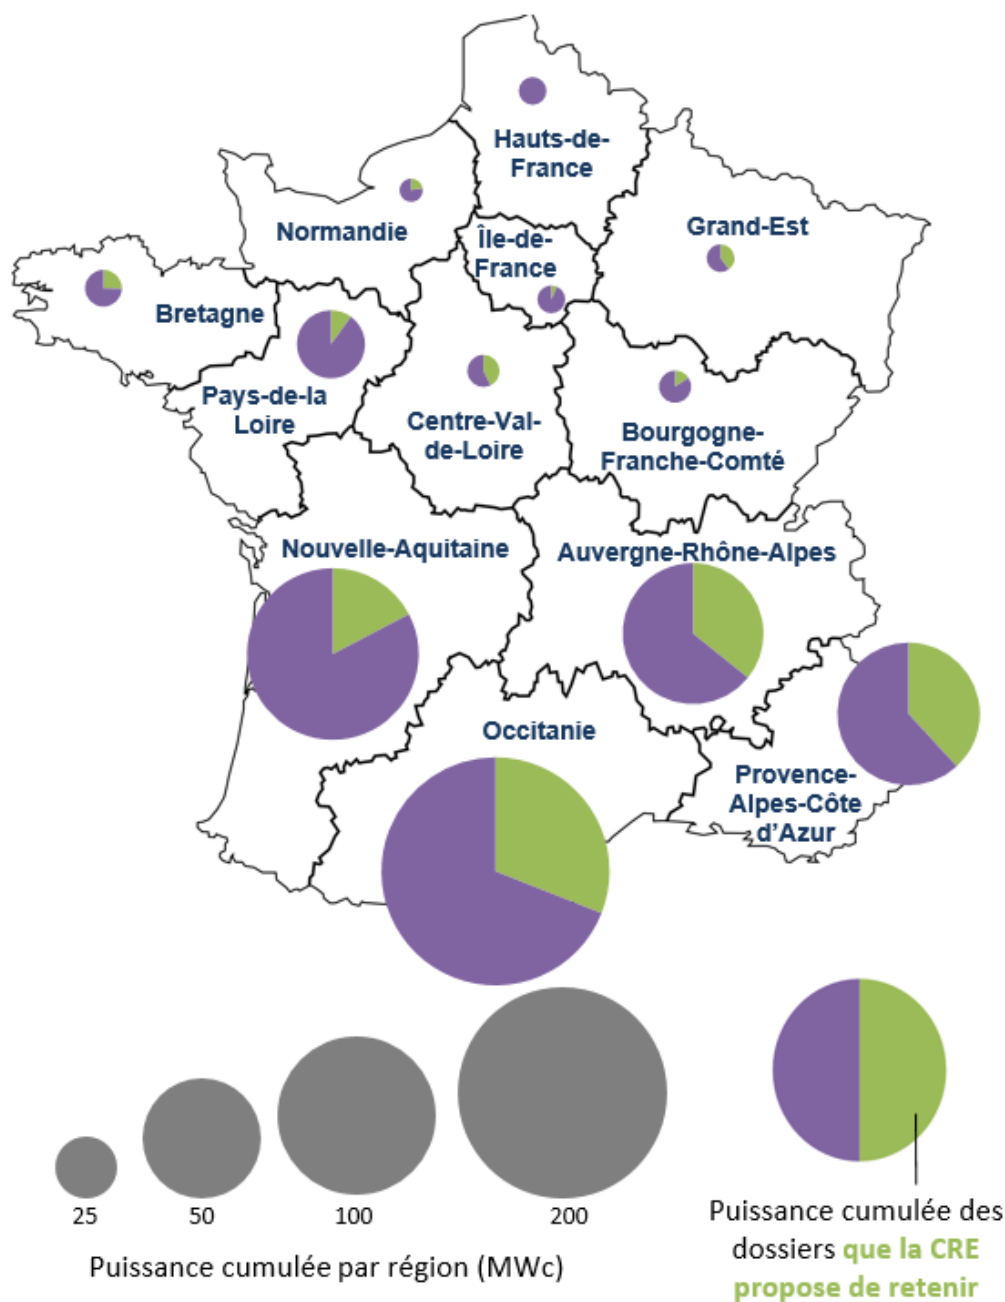 Hauts-de-
France
Normandie
Île-de-
France
Grand-Est
Bretagne
Pays-de-la
Loire
Centre-Val-
de-Loire
Bourgogne-
Franche-Comté
Nouvelle-Aquitaine
Auvergne-Rhône-Alpes
Occitanie
Provence-
Alpes-Côte
d'Azur
25 50 100 200
Puissance cumulée par région (MWc)
Puissance cumulée des
dossiers que la CRE
propose de retenir